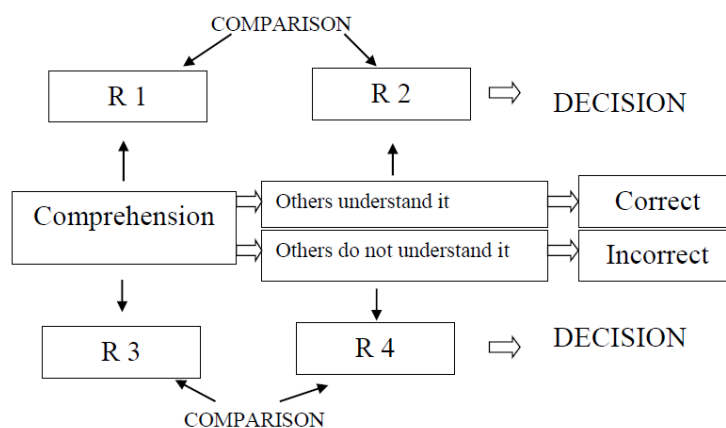 COMPARISON
R 1
R 2
DECISION
Comprehension
Others understand it
Correct
Others do not understand it
Incorrect
R 3
R 4
DECISION
COMPARISON